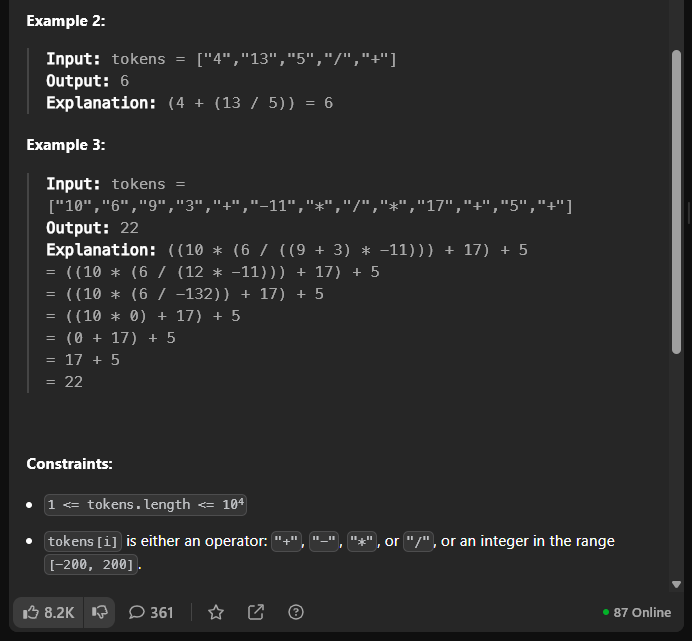 Example 2:
Input: tokens = ["4","13","5","/","+"]
Output: 6
Explanation: (4 + (13 / 5)) = 6
Example 3:
Input: tokens =
["10","6","9","3","+","-11","*","/","*","17","+","5","+"]
Output: 22
Explanation: ((10 * (6 / ((9 + 3) * -11))) + 17) + 5
= ((10 * (6 / (12 * -11))) + 17) + 5
= ((10 * (6 / -132)) + 17) + 5
= ((10 * 0) + 17) + 5
= (0 + 17) + 5
= 17 + 5
= 22
Constraints:
• 1 <= tokens.length <= 10⁴
• tokens[i] is either an operator: "+", "-", "*", or "/", or an integer in the range
[-200, 200].
8.2K 361 87 Online